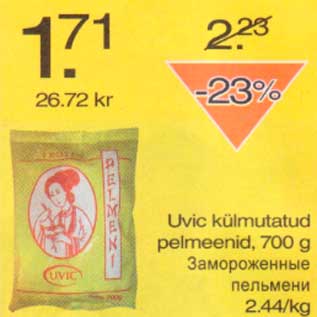 1.71
26.72 kr
2.23
-23%
PELMENI
UVIC
700g
Uvic külmutatud
pelmeenid, 700 g
Замороженные
пельмени
2.44/kg